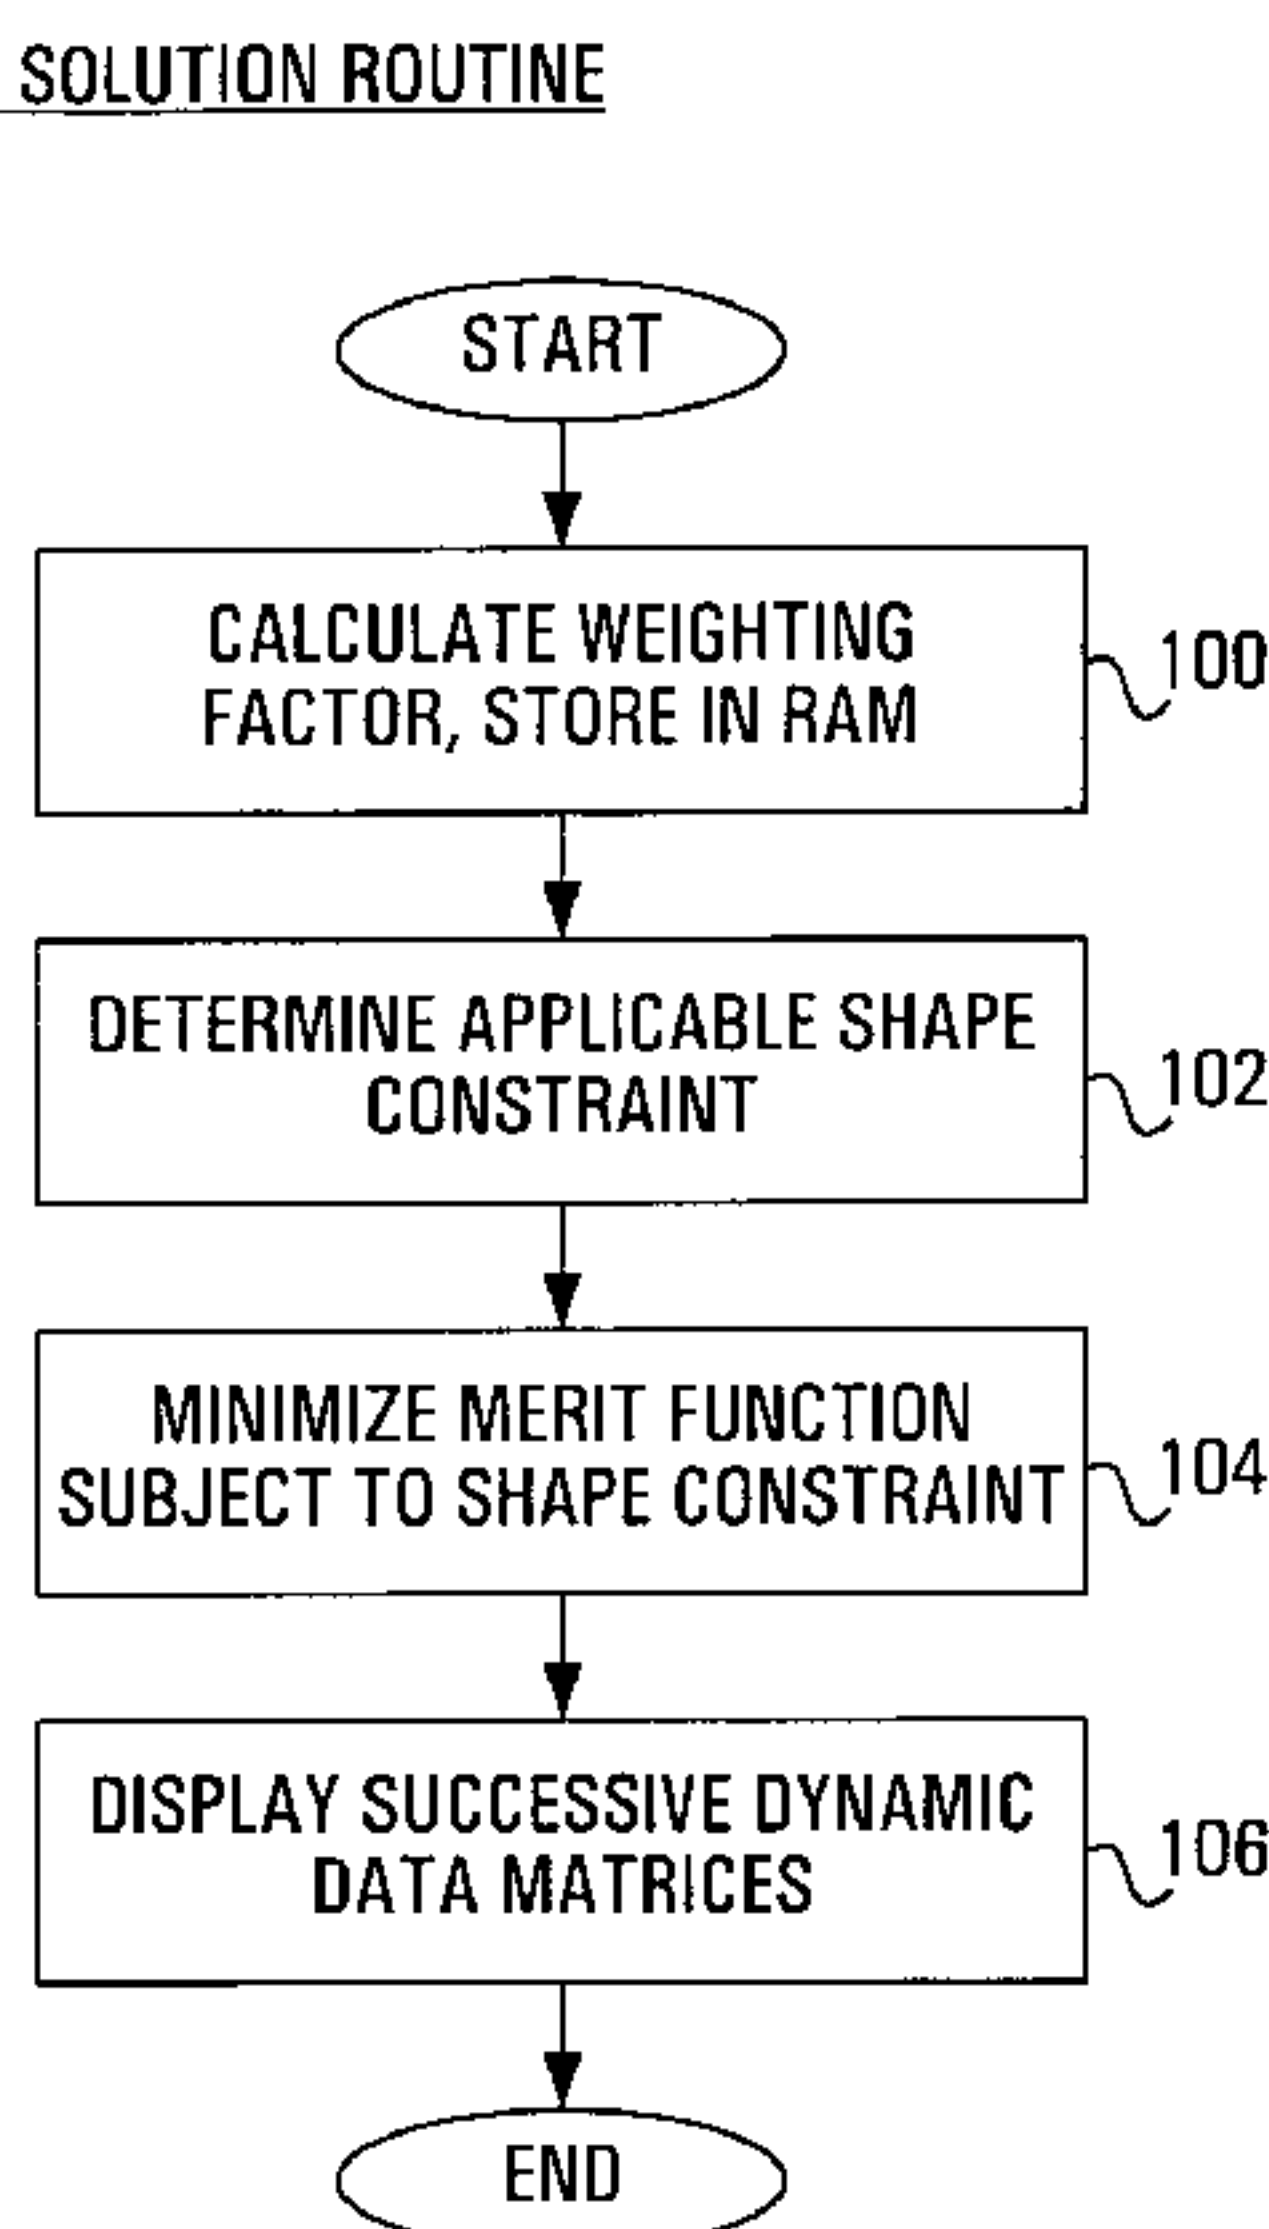 SOLUTION ROUTINE
START
CALCULATE WEIGHTING
FACTOR, STORE IN RAM
100
DETERMINE APPLICABLE SHAPE
CONSTRAINT
102
MINIMIZE MERIT FUNCTION
SUBJECT TO SHAPE CONSTRAINT
104
DISPLAY SUCCESSIVE DYNAMIC
DATA MATRICES
106
END